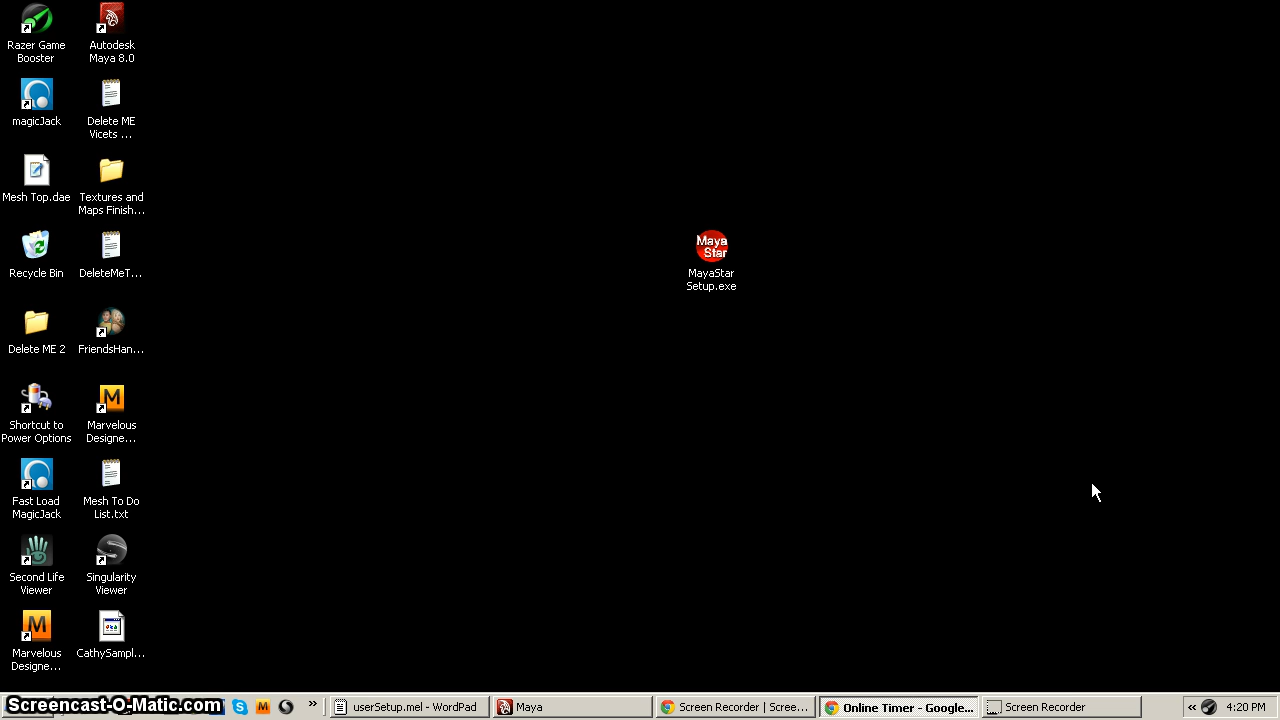 Razer Game
Booster
Autodesk
Maya 8.0
magicJack
Delete ME
Vicets ...
Mesh Top.dae
Textures and
Maps Finish...
Recycle Bin
DeleteMeT...
Maya
Star
MayaStar
Setup.exe
Delete ME 2
FriendsHan...
Shortcut to
Power Options
M
Marvelous
Designe...
Fast Load
MagicJack
Mesh To Do
List.txt
Second Life
Viewer
Singularity
Viewer
M
Marvelous
Designe...
CathySampl...
Screencast-O-Matic.com
M
userSetup.mel - WordPad
Maya
Screen Recorder | Scree...
Online Timer - Google...
Screen Recorder
4:20 PM